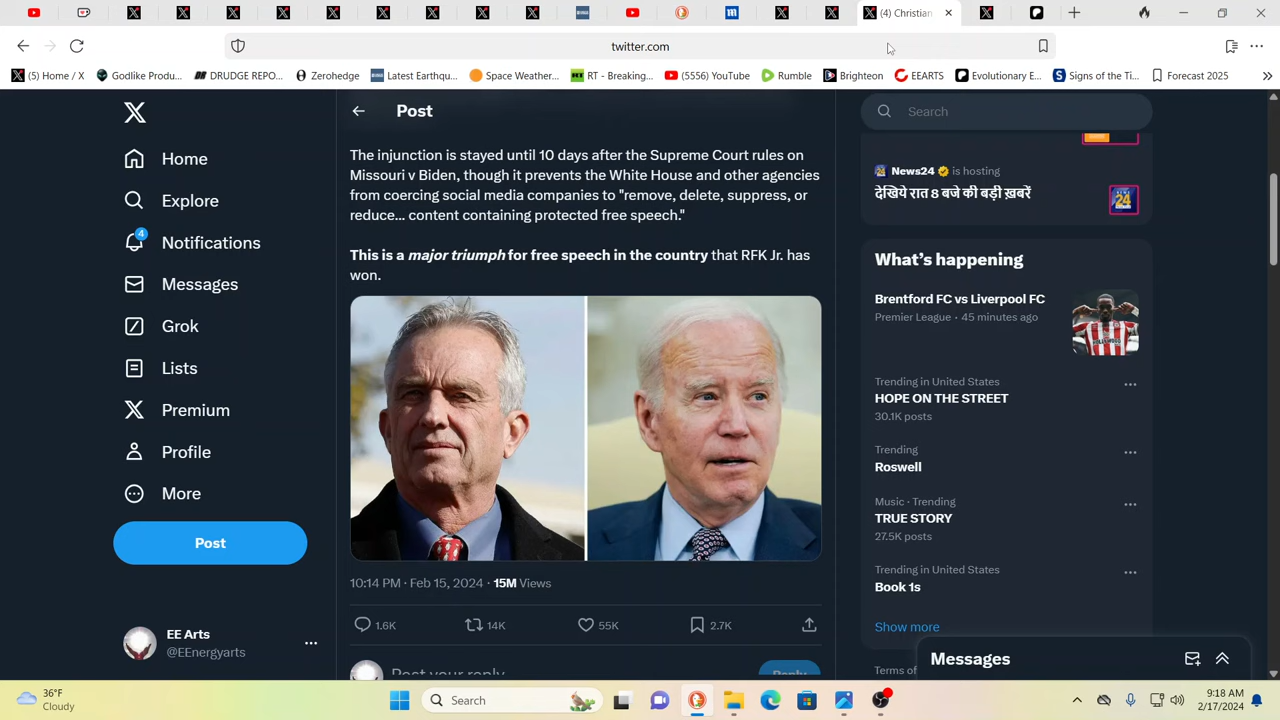 (4) Christian
twitter.com
(5) Home / X
Godlike Produ...
DRUDGE REPO...
Zerohedge
Latest Earthqu...
Space Weather...
RT - Breaking...
(5556) YouTube
Rumble
Brighteon
EEARTS
Evolutionary E...
Signs of the Ti...
Forecast 2025
Home
Explore
4
Notifications
Messages
Grok
Lists
Premium
Profile
More
Post
EE Arts
@EEnergyarts
Post
The injunction is stayed until 10 days after the Supreme Court rules on
Missouri v Biden, though it prevents the White House and other agencies
from coercing social media companies to "remove, delete, suppress, or
reduce... content containing protected free speech."
This is a major triumph for free speech in the country that RFK Jr. has
won.
10:14 PM · Feb 15, 2024 · 15M Views
1.6K
14K
55K
2.7K
Post your reply
Reply
Search
News24 is hosting
देखिये रात 8 बजे की बड़ी ख़बरें
24
What's happening
Brentford FC vs Liverpool FC
Premier League · 45 minutes ago
Trending in United States
HOPE ON THE STREET
30.1K posts
Trending
Roswell
Music · Trending
TRUE STORY
27.5K posts
Trending in United States
Book 1s
Show more
Terms of
Messages
36°F
Cloudy
Search
9:18 AM
2/17/2024